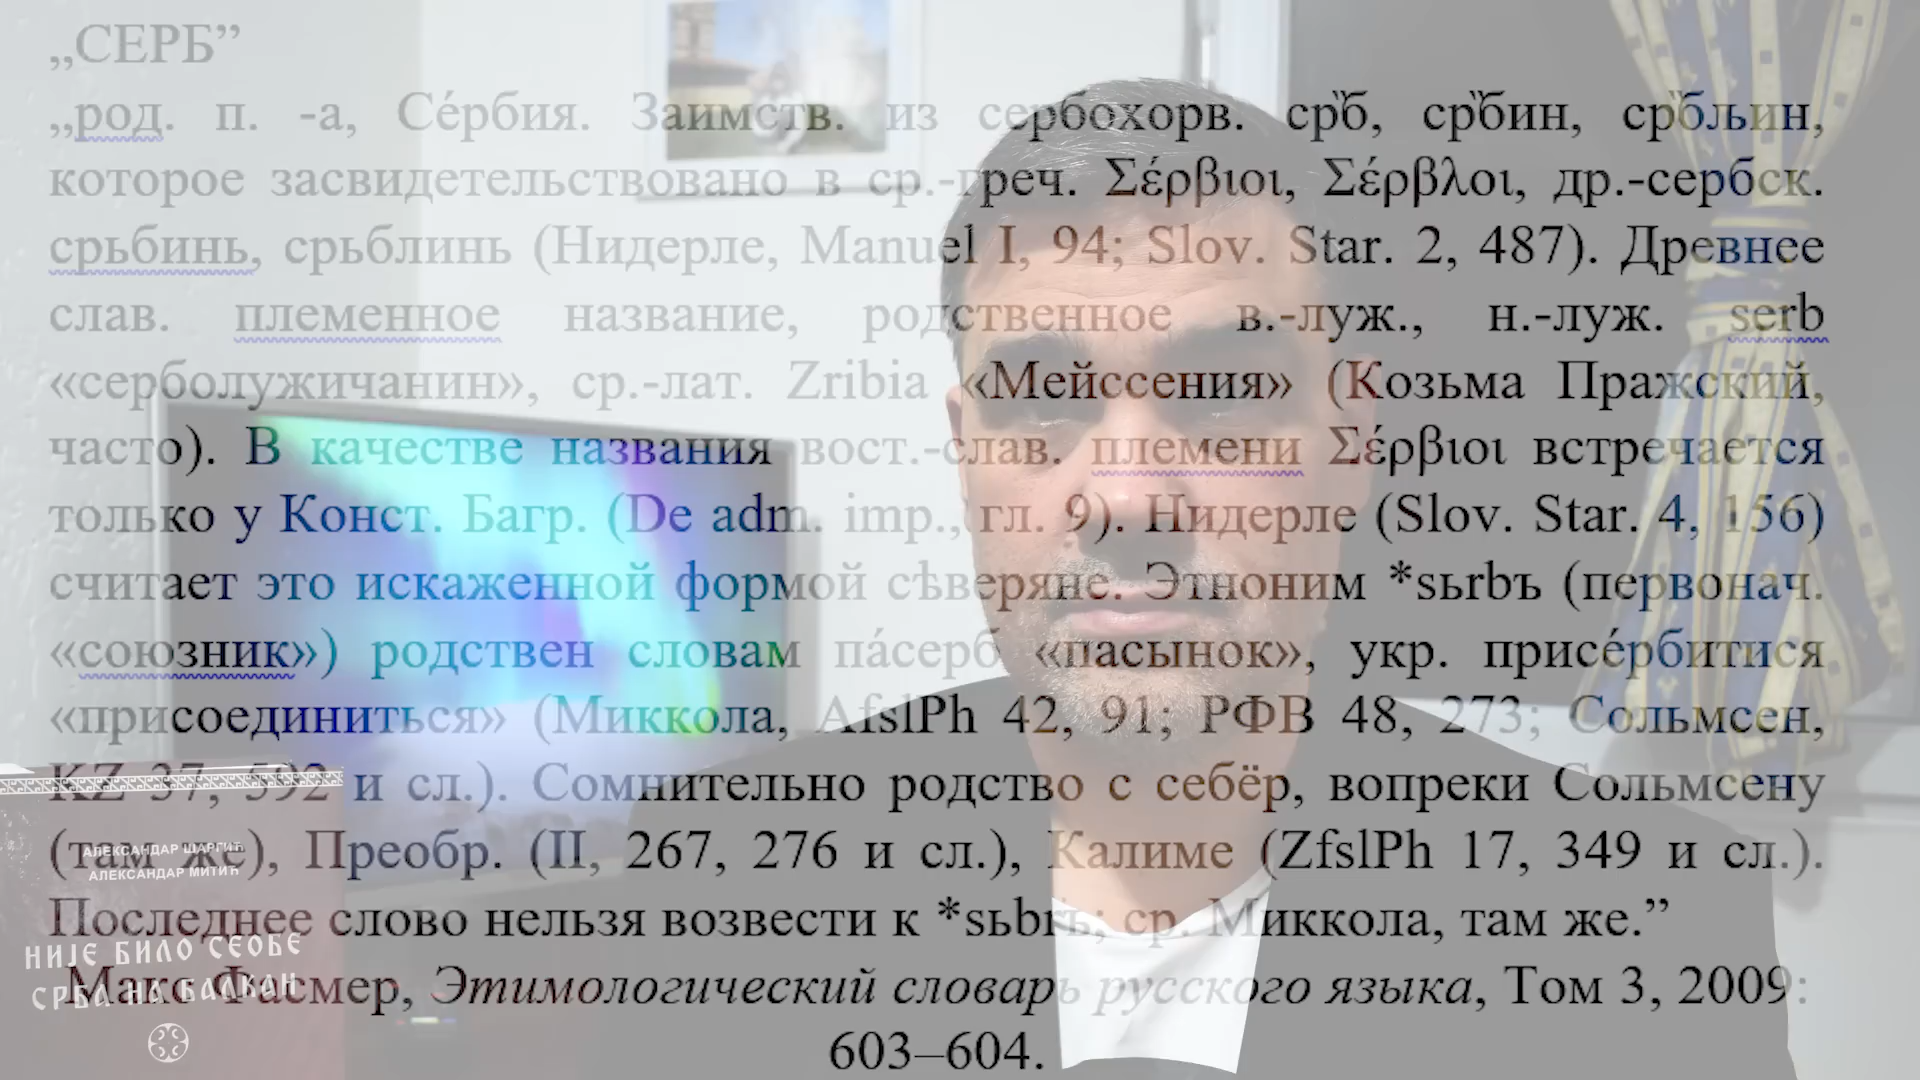 „СЕРБ”
„род. п. -а, Се́рбия. Заимств. из сербохорв. ср̏б, ср̏бин, ср̏бљин,
которое засвидетельствовано в ср.-греч. Σέρβιοι, Σέρβλοι, др.-сербск.
срьбинь, срьблинь (Нидерле, Manuel I, 94; Slov. Star. 2, 487). Древнее
слав. племенное название, родственное в.-луж., н.-луж. serb
«серболужичанин», ср.-лат. Zribia «Мейссения» (Козьма Пражский,
часто). В качестве названия вост.-слав. племени Σέρβιοι встречается
только у Конст. Багр. (De adm. imp., гл. 9). Нидерле (Slov. Star. 4, 156)
считает это искаженной формой сѣверяне. Этноним *sьrbъ (первонач.
«союзник») родствен словам па́серб «пасынок», укр. присе́рбитися
«присоединиться» (Миккола, AfslPh 42, 91; РФВ 48, 273; Сольмсен,
KZ 37, 592 и сл.). Сомнительно родство с себёр, вопреки Сольмсену
(там же), Преобр. (II, 267, 276 и сл.), Калиме (ZfslPh 17, 349 и сл.).
Последнее слово нельзя возвести к *sьbrъ; ср. Миккола, там же.”
Макс Фасмер, Этимологический словарь русского языка, Том 3, 2009:
603–604.
АЛЕКСАНДАР ШАРГИЋ
АЛЕКСАНДАР МИТИЋ
НИЈЕ БИЛО СЕОБЕ
СРБА НА БАЛКАН